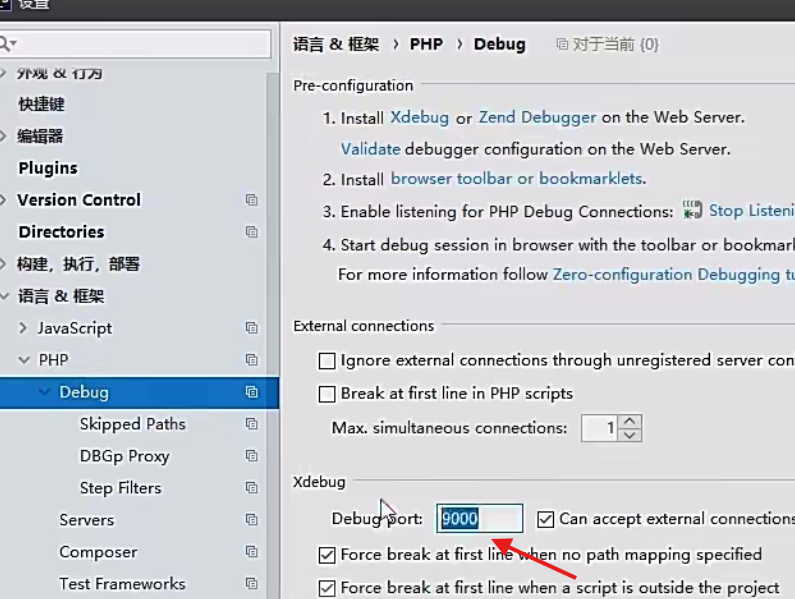 设置
语言 & 框架 › PHP › Debug 对于当前 {0}
外观 & 行为
快捷键
编辑器
Plugins
Version Control
Directories
构建，执行，部署
语言 & 框架
JavaScript
PHP
Debug
Skipped Paths
DBGp Proxy
Step Filters
Servers
Composer
Test Frameworks
Pre-configuration
1. Install Xdebug or Zend Debugger on the Web Server.
Validate debugger configuration on the Web Server.
2. Install browser toolbar or bookmarklets.
3. Enable listening for PHP Debug Connections: Stop Listeni
4. Start debug session in browser with the toolbar or bookmark
For more information follow Zero-configuration Debugging tu
External connections
Ignore external connections through unregistered server con
Break at first line in PHP scripts
Max. simultaneous connections: 1
Xdebug
Debug port: 9000 Can accept external connections
Force break at first line when no path mapping specified
Force break at first line when a script is outside the project